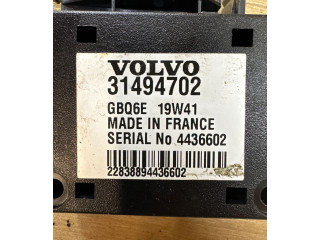 VOLVO
31494702
GBQ6E 19W41
MADE IN FRANCE
SERIAL No 4436602
22838894436602